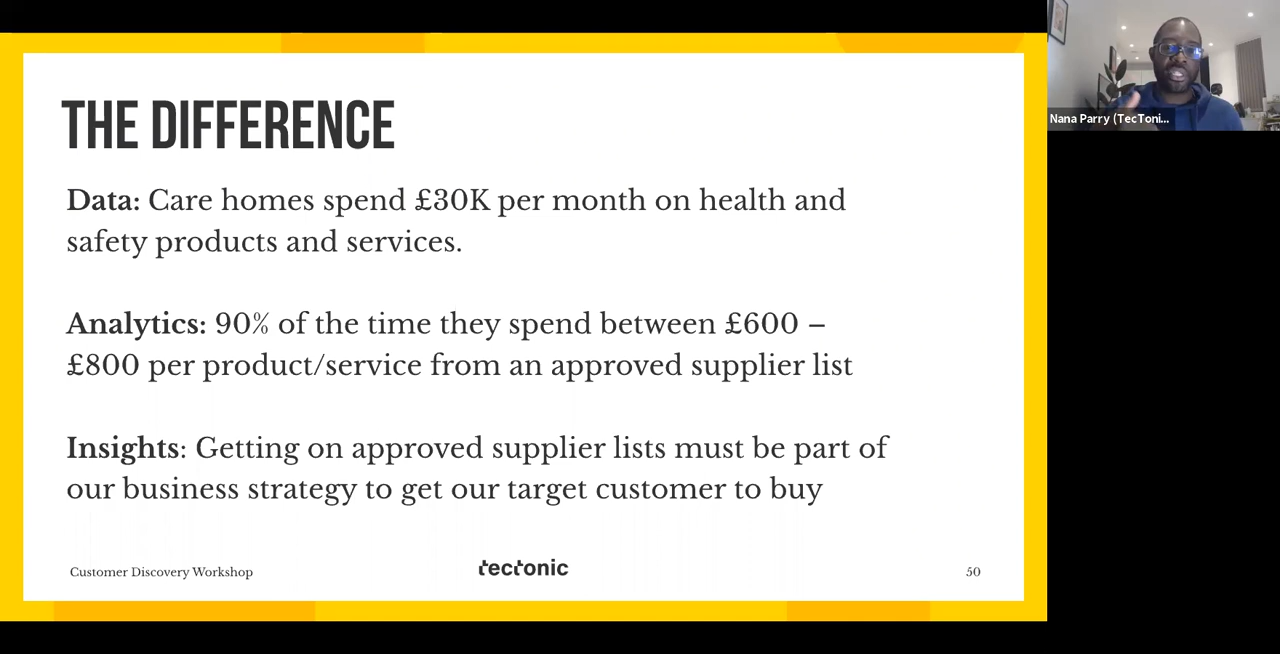 THE DIFFERENCE
Data: Care homes spend £30K per month on health and
safety products and services.
Analytics: 90% of the time they spend between £600 –
£800 per product/service from an approved supplier list
Insights: Getting on approved supplier lists must be part of
our business strategy to get our target customer to buy
Customer Discovery Workshop
tectonic
50
Nana Parry (TecToni...